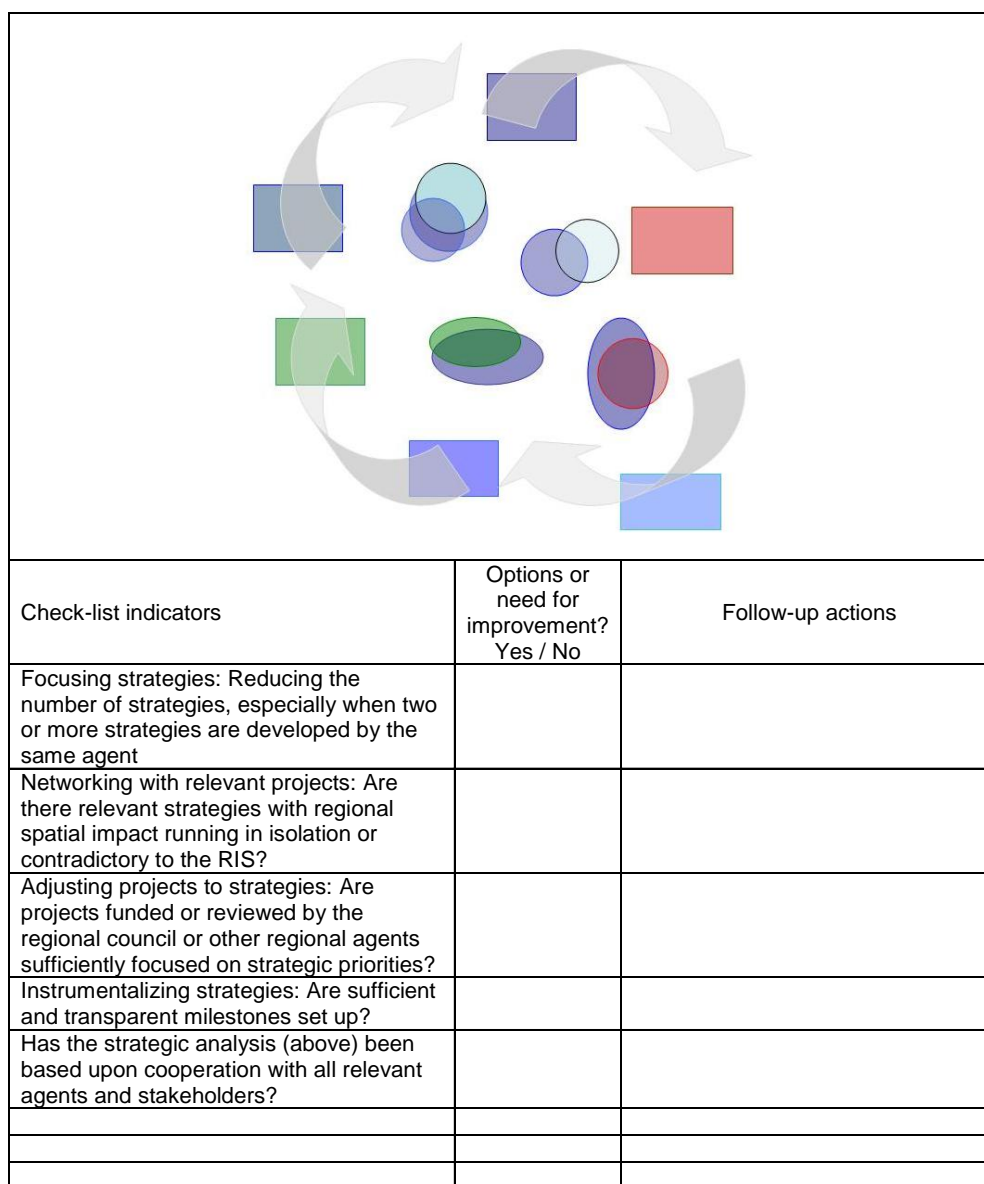 Check-list indicators
Options or
need for
improvement?
Yes / No
Follow-up actions
Focusing strategies: Reducing the
number of strategies, especially when two
or more strategies are developed by the
same agent
Networking with relevant projects: Are
there relevant strategies with regional
spatial impact running in isolation or
contradictory to the RIS?
Adjusting projects to strategies: Are
projects funded or reviewed by the
regional council or other regional agents
sufficiently focused on strategic priorities?
Instrumentalizing strategies: Are sufficient
and transparent milestones set up?
Has the strategic analysis (above) been
based upon cooperation with all relevant
agents and stakeholders?